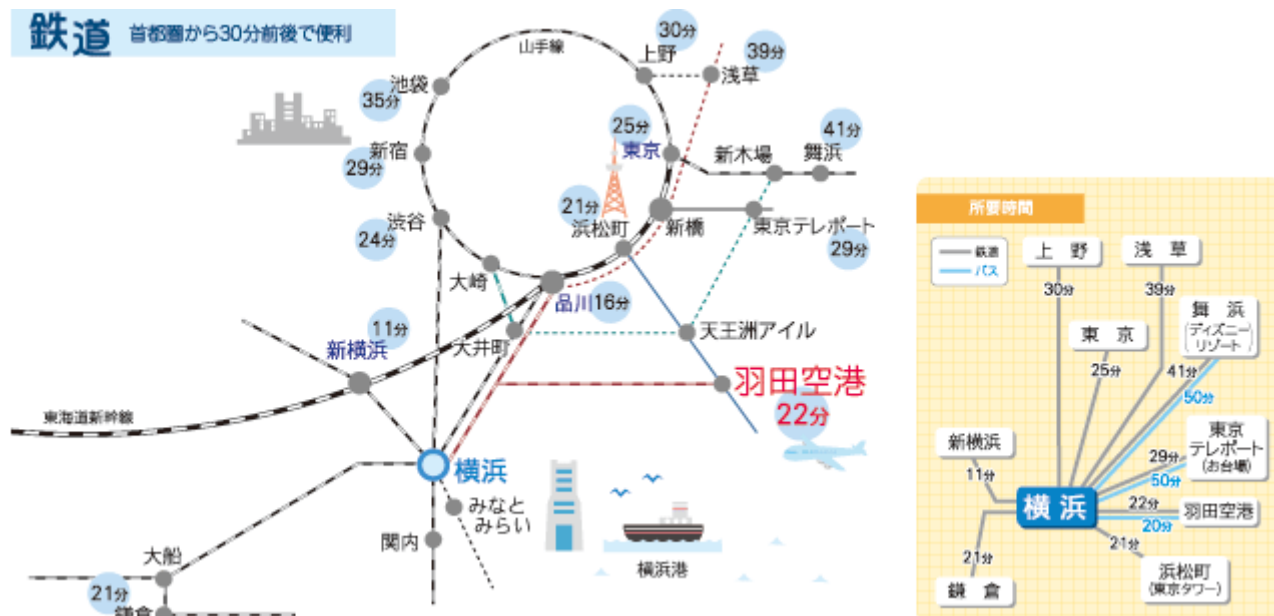 鉄道 首都圏から30分前後で便利
山手線
上野
30分
浅草
39分
池袋
35分
新宿
29分
渋谷
24分
東京
25分
新木場
舞浜
41分
浜松町
21分
新橋
東京テレポート
29分
大崎
品川16分
大井町
天王洲アイル
新横浜
11分
羽田空港
22分
東海道新幹線
横浜
みなと
みらい
関内
横浜港
大船
21分
鎌倉
所要時間
鉄道
バス
上野
30分
浅草
39分
東京
25分
舞浜
(ディズニー
リゾート)
41分
50分
新横浜
11分
東京
テレポート
(お台場)
29分
50分
横浜
22分
20分
羽田空港
21分
浜松町
(東京タワー)
21分
鎌倉